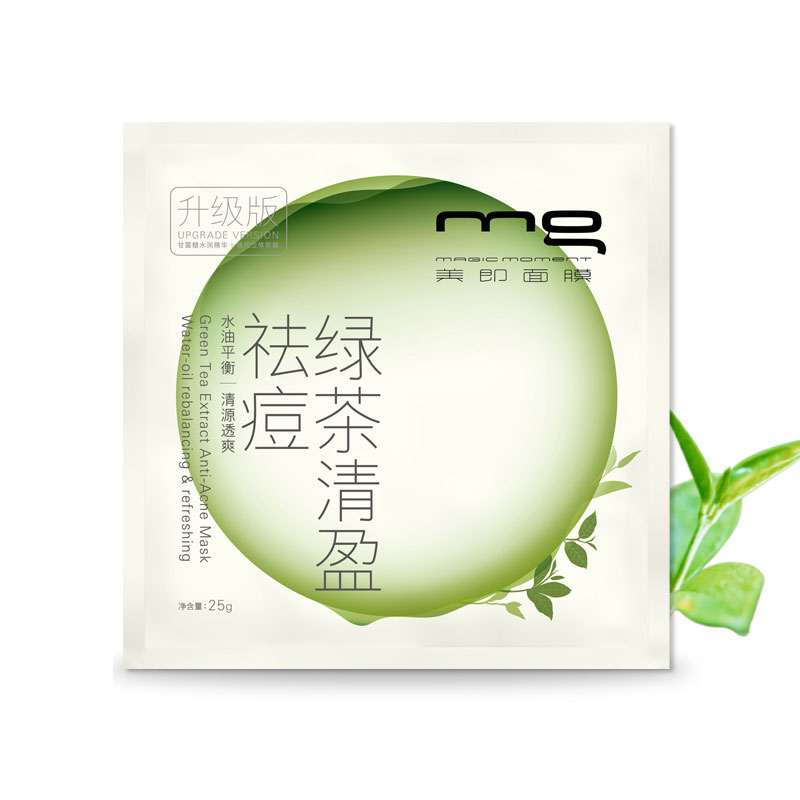 升级版
UPGRADE VERSION
mg
MAGIC MOMENT
美即面膜
绿茶清盈
祛痘
水油平衡 | 清源透爽
Green Tea Extract Anti-Acne Mask
Water-oil rebalancing & refreshing
净含量: 25g